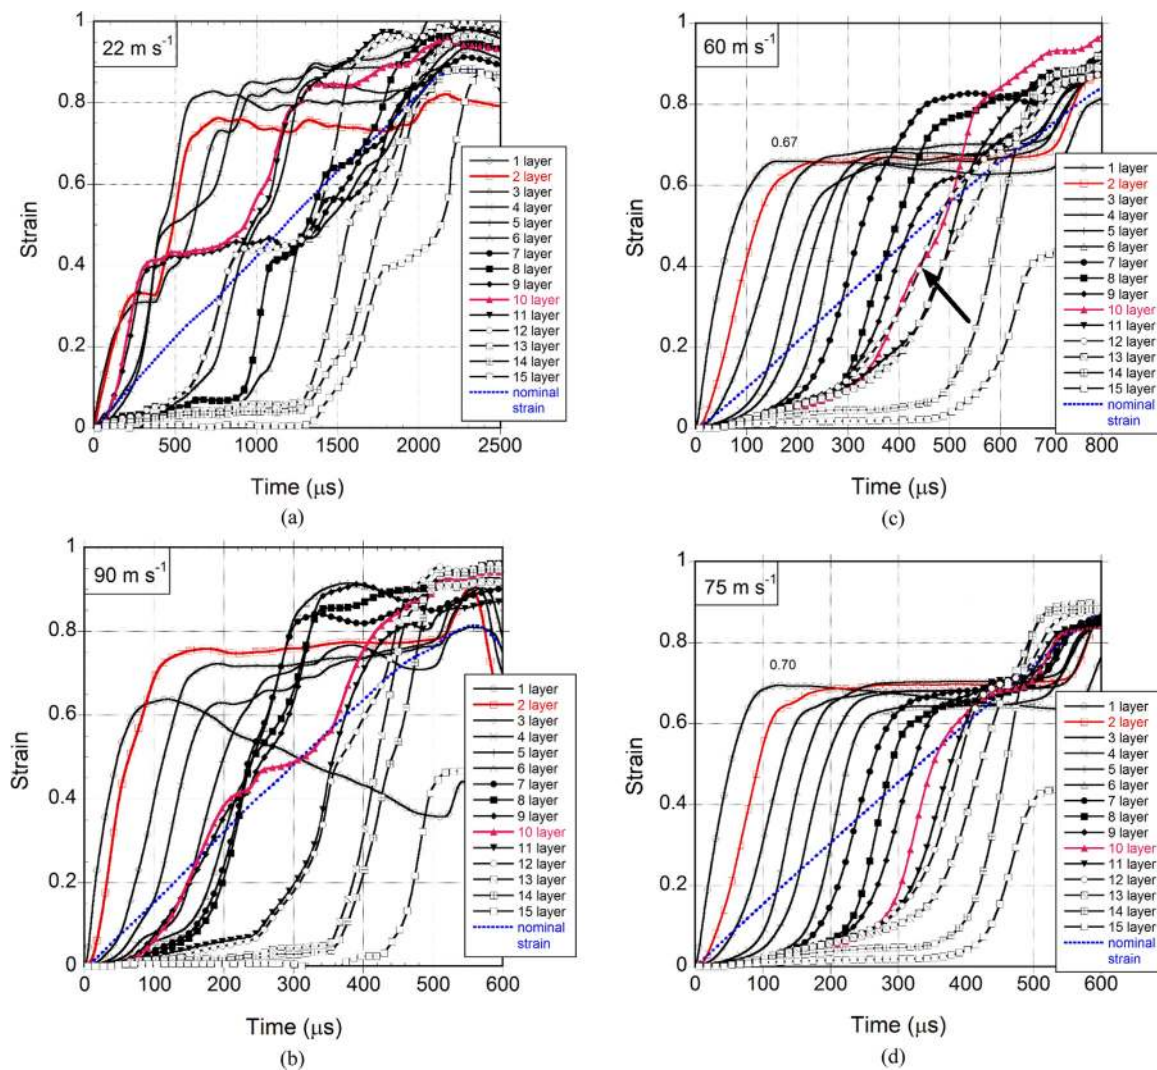 22 m s-1
Strain
1
0.8
0.6
0.4
0.2
0
0 500 1000 1500 2000 2500
Time (μs)
1 layer
2 layer
3 layer
4 layer
5 layer
6 layer
7 layer
8 layer
9 layer
10 layer
11 layer
12 layer
13 layer
14 layer
15 layer
nominal
strain
(a)
60 m s-1
Strain
1
0.8
0.6
0.4
0.2
0
0.67
0 100 200 300 400 500 600 700 800
Time (μs)
1 layer
2 layer
3 layer
4 layer
5 layer
6 layer
7 layer
8 layer
9 layer
10 layer
11 layer
12 layer
13 layer
14 layer
15 layer
nominal
strain
(c)
90 m s-1
Strain
1
0.8
0.6
0.4
0.2
0
0 100 200 300 400 500 600
Time (μs)
1 layer
2 layer
3 layer
4 layer
5 layer
6 layer
7 layer
8 layer
9 layer
10 layer
11 layer
12 layer
13 layer
14 layer
15 layer
nominal
strain
(b)
75 m s-1
Strain
1
0.8
0.6
0.4
0.2
0
0.70
0 100 200 300 400 500 600
Time (μs)
1 layer
2 layer
3 layer
4 layer
5 layer
6 layer
7 layer
8 layer
9 layer
10 layer
11 layer
12 layer
13 layer
14 layer
15 layer
nominal
strain
(d)